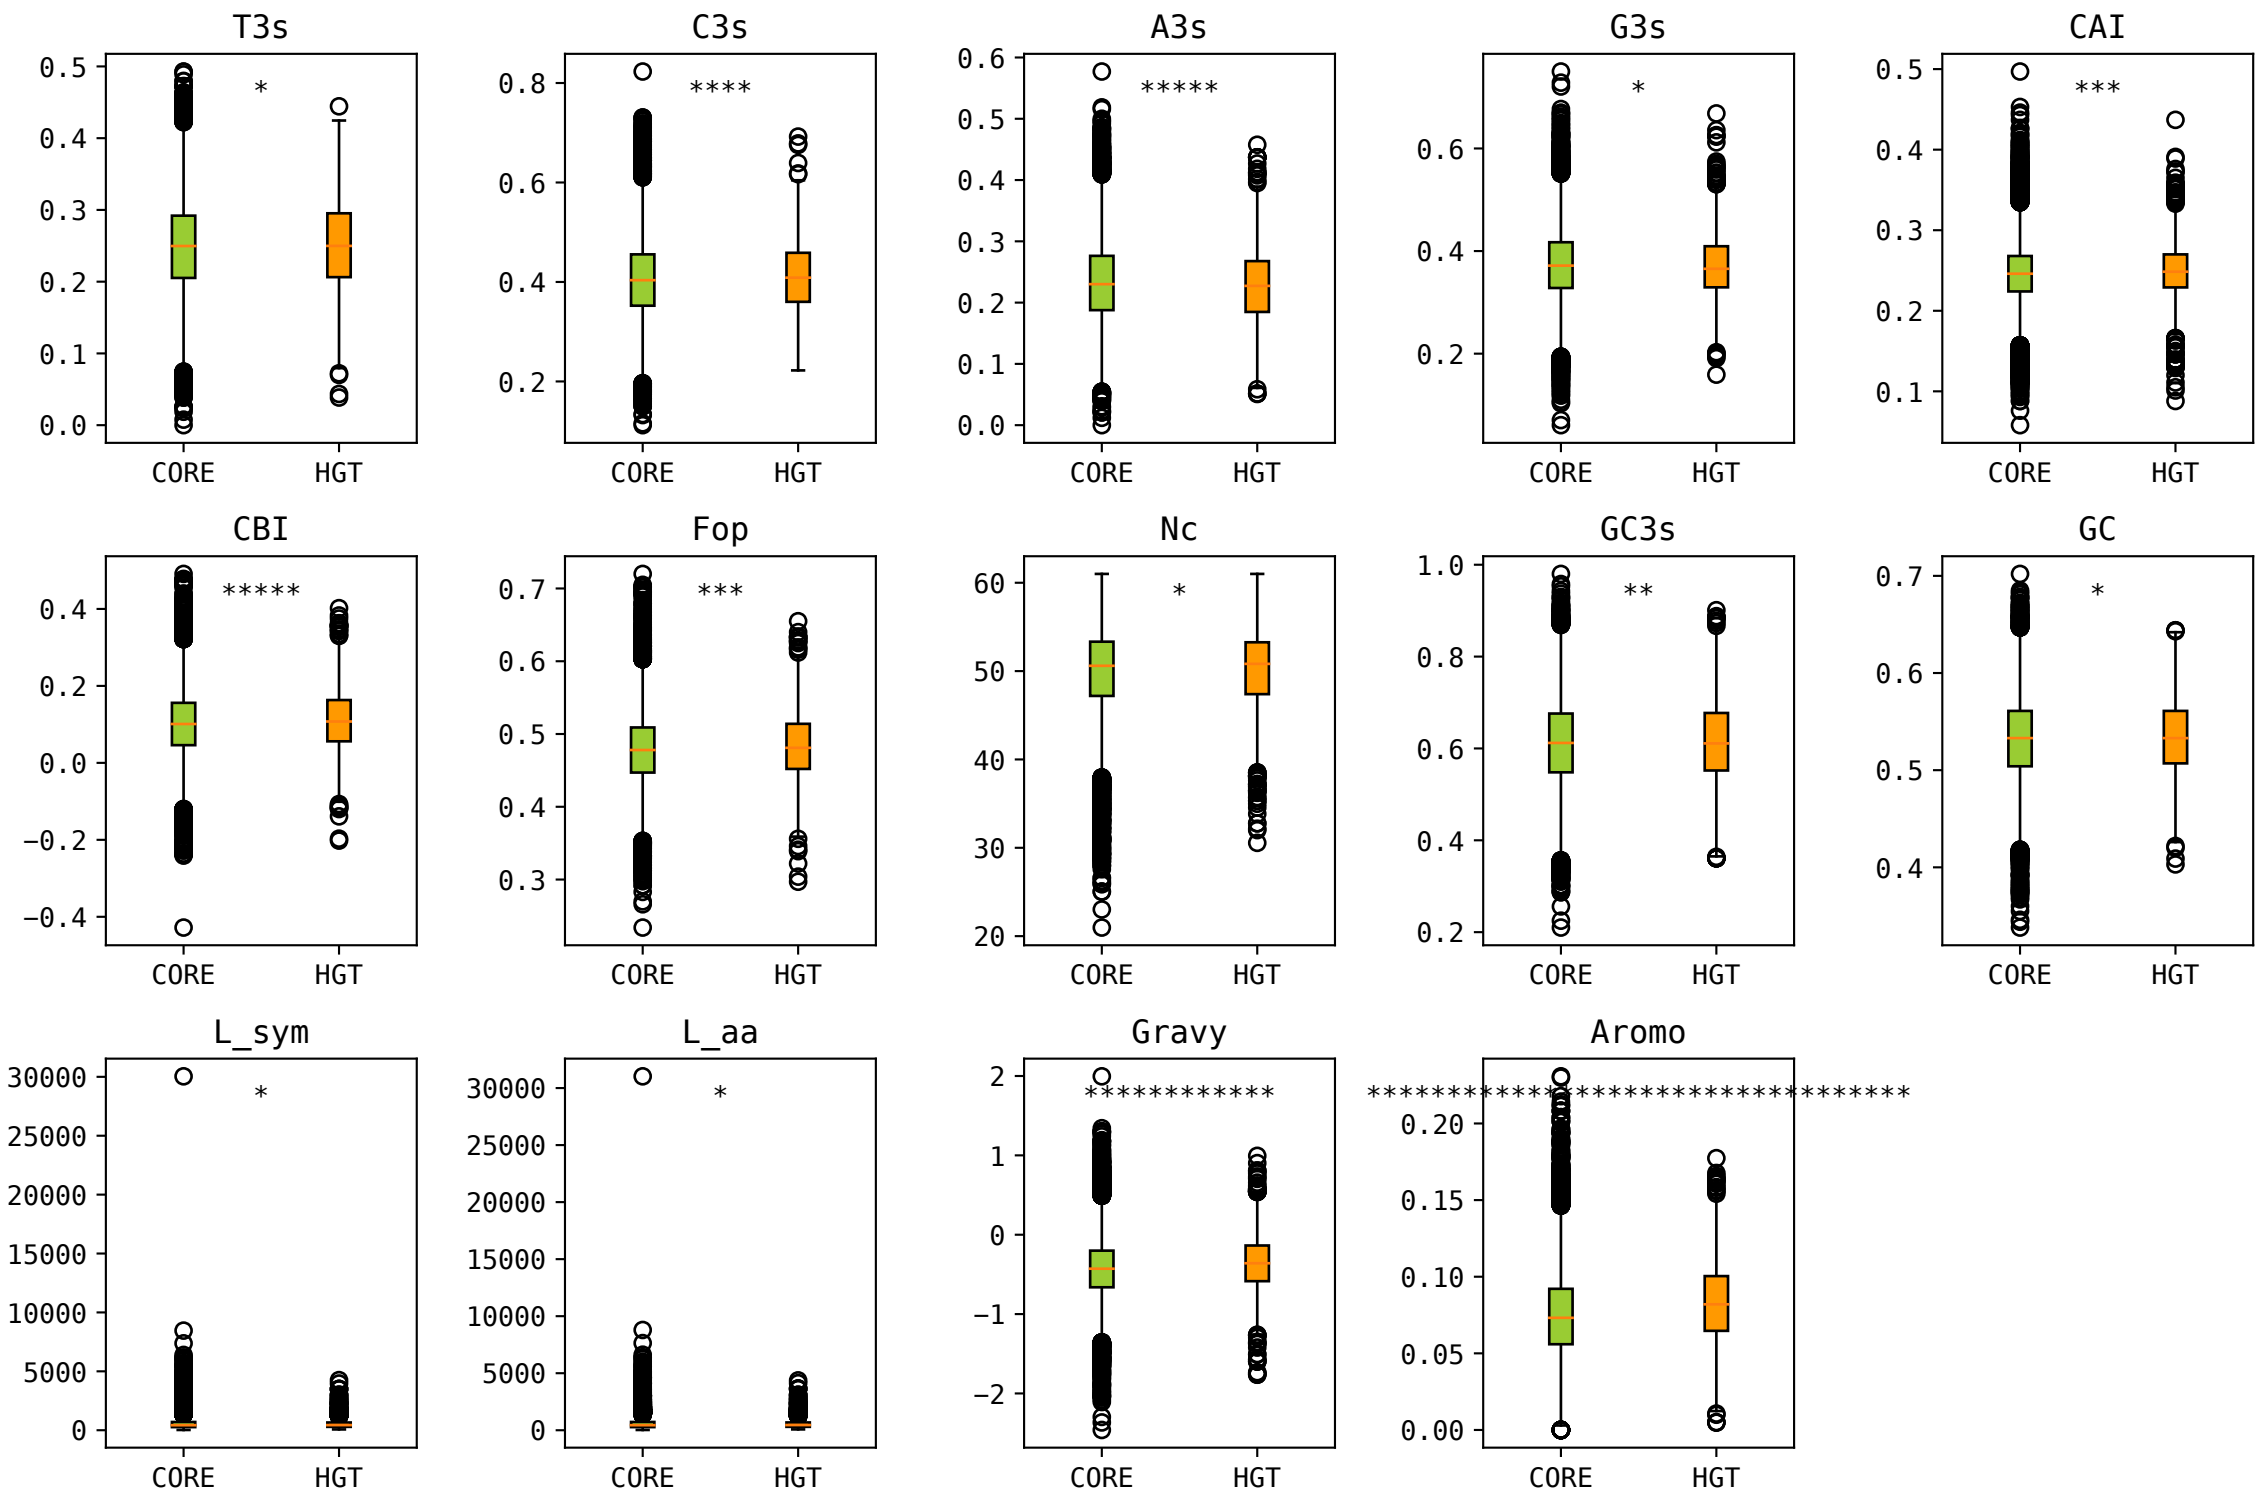 T3s C3s A3s G3s CAI
0.5 0.4 0.3 0.2 0.1 0.0
*
0.8 0.6 0.4 0.2
****
0.6 0.5 0.4 0.3 0.2 0.1 0.0
*****
0.6 0.4 0.2
*
0.5 0.4 0.3 0.2 0.1
***
CORE HGT CORE HGT CORE HGT CORE HGT CORE HGT
CBI Fop Nc GC3s GC
0.4 0.2 0.0 −0.2 −0.4
*****
0.7 0.6 0.5 0.4 0.3
***
60 50 40 30 20
*
1.0 0.8 0.6 0.4 0.2
**
0.7 0.6 0.5 0.4
*
CORE HGT CORE HGT CORE HGT CORE HGT CORE HGT
L_sym L_aa Gravy Aromo
30000 25000 20000 15000 10000 5000 0
*
30000 25000 20000 15000 10000 5000 0
*
2 1 0 −1 −2
************
0.20 0.15 0.10 0.05 0.00
**********************************
CORE HGT CORE HGT CORE HGT CORE HGT